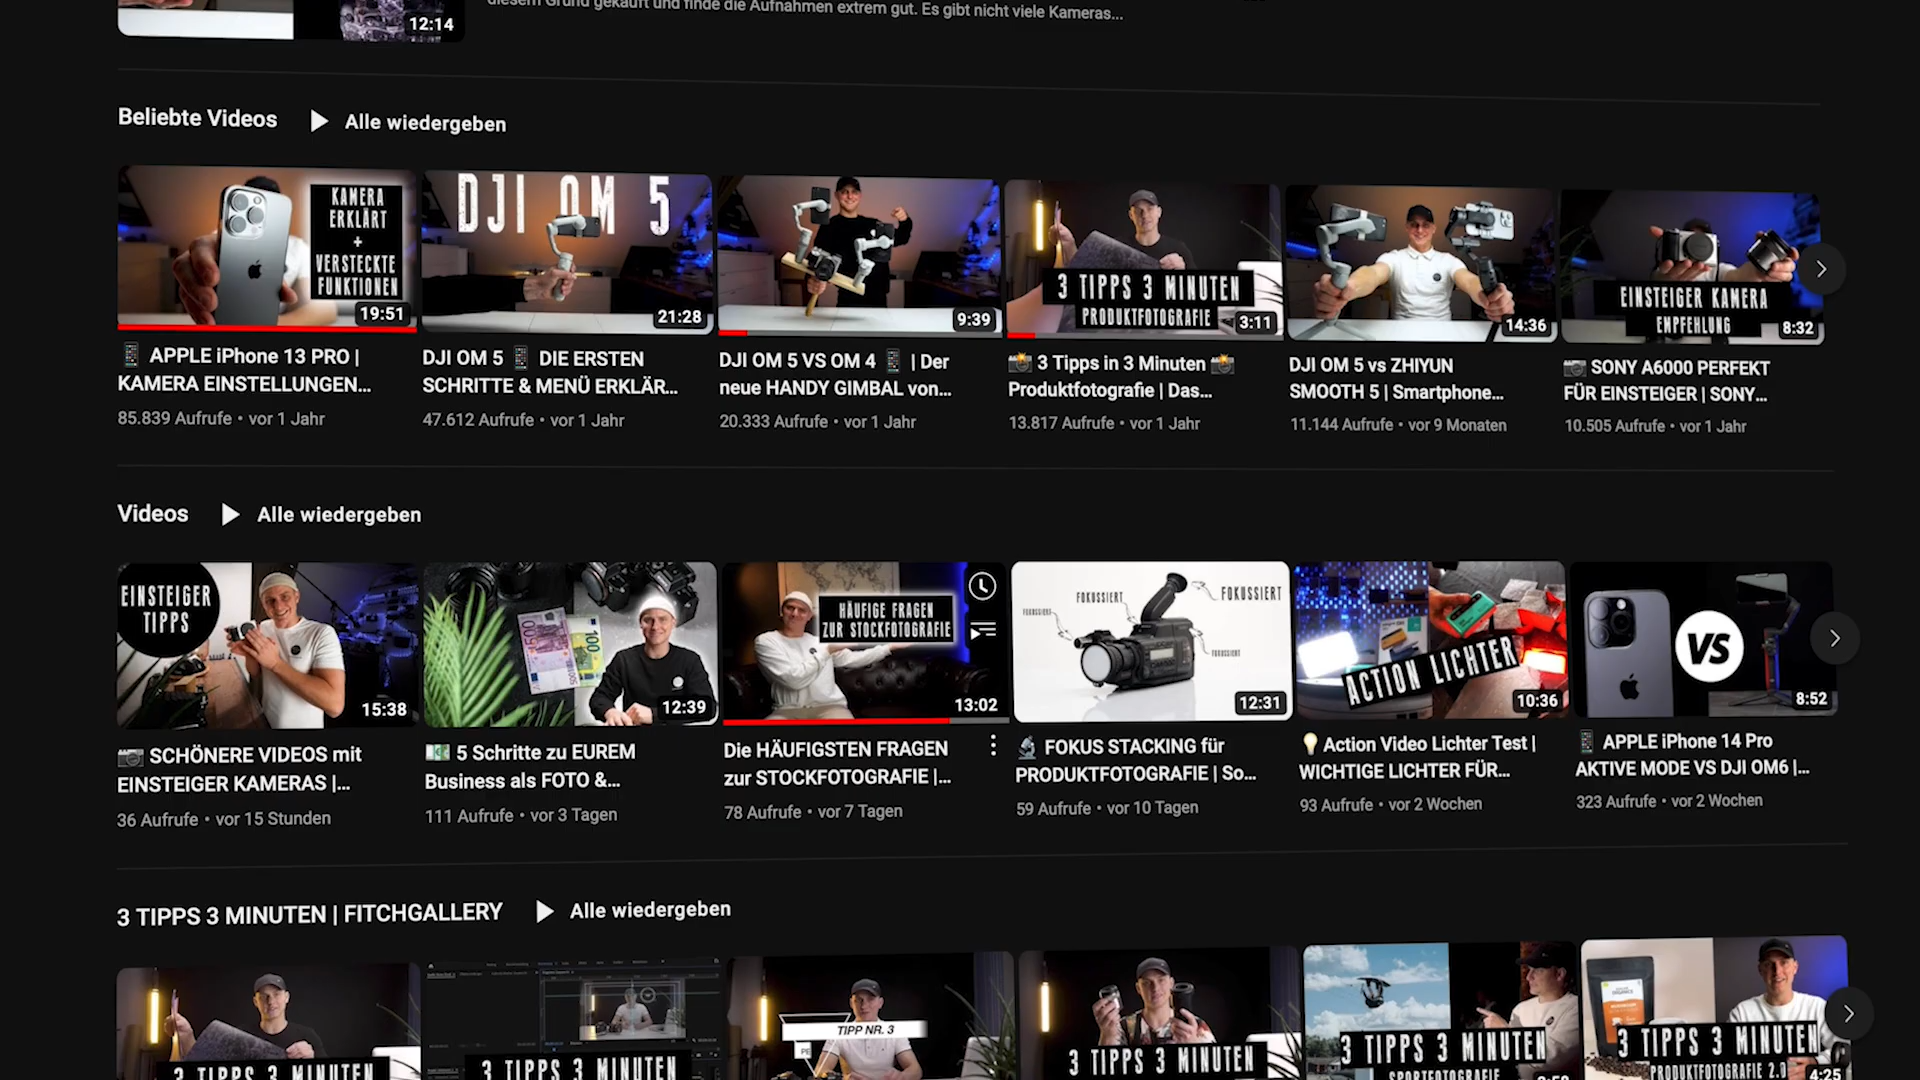 diesem Grund gekauft und finde die Aufnahmen extrem gut. Es gibt nicht viele Kameras...
12:14
Beliebte Videos
Alle wiedergeben
KAMERA
ERKLÄRT
+
VERSTECKTE
FUNKTIONEN
19:51
DJI OM 5
21:28
9:39
3 TIPPS 3 MINUTEN
PRODUKTFOTOGRAFIE
3:11
14:36
EINSTEIGER KAMERA
EMPFEHLUNG
8:32
APPLE iPhone 13 PRO |
KAMERA EINSTELLUNGEN...
85.839 Aufrufe • vor 1 Jahr
DJI OM 5 📱 DIE ERSTEN
SCHRITTE & MENÜ ERKLÄR...
47.612 Aufrufe • vor 1 Jahr
DJI OM 5 VS OM 4 📱 | Der
neue HANDY GIMBAL von...
20.333 Aufrufe • vor 1 Jahr
📸 3 Tipps in 3 Minuten 📸
Produktfotografie | Das...
13.817 Aufrufe • vor 1 Jahr
DJI OM 5 vs ZHIYUN
SMOOTH 5 | Smartphone...
11.144 Aufrufe • vor 9 Monaten
📷 SONY A6000 PERFEKT
FÜR EINSTEIGER | SONY...
10.505 Aufrufe • vor 1 Jahr
Videos
Alle wiedergeben
EINSTEIGER
TIPPS
15:38
500
100
12:39
HÄUFIGE FRAGEN
ZUR STOCKFOTOGRAFIE
13:02
FOKUSSIERT
FOKUSSIERT
FOKUSSIERT
FOKUSSIERT
12:31
ACTION LICHTER
10:36
VS
8:52
📷 SCHÖNERE VIDEOS mit
EINSTEIGER KAMERAS |...
36 Aufrufe • vor 15 Stunden
💶 5 Schritte zu EUREM
Business als FOTO &...
111 Aufrufe • vor 3 Tagen
Die HÄUFIGSTEN FRAGEN
zur STOCKFOTOGRAFIE |...
78 Aufrufe • vor 7 Tagen
🔬 FOKUS STACKING für
PRODUKTFOTOGRAFIE | So...
59 Aufrufe • vor 10 Tagen
💡 Action Video Lichter Test |
WICHTIGE LICHTER FÜR...
93 Aufrufe • vor 2 Wochen
📱 APPLE iPhone 14 Pro
AKTIVE MODE VS DJI OM6 |...
323 Aufrufe • vor 2 Wochen
3 TIPPS 3 MINUTEN | FITCHGALLERY
Alle wiedergeben
3 TIPPS 3 MINUTEN
3 TIPPS 3 MINUTEN
TIPP NR. 3
3 TIPPS 3 MINUTEN
3 TIPPS 3 MINUTEN
SPORTFOTOGRAFIE
3 TIPPS 3 MINUTEN
PRODUKTFOTOGRAFIE 2.0
4:25